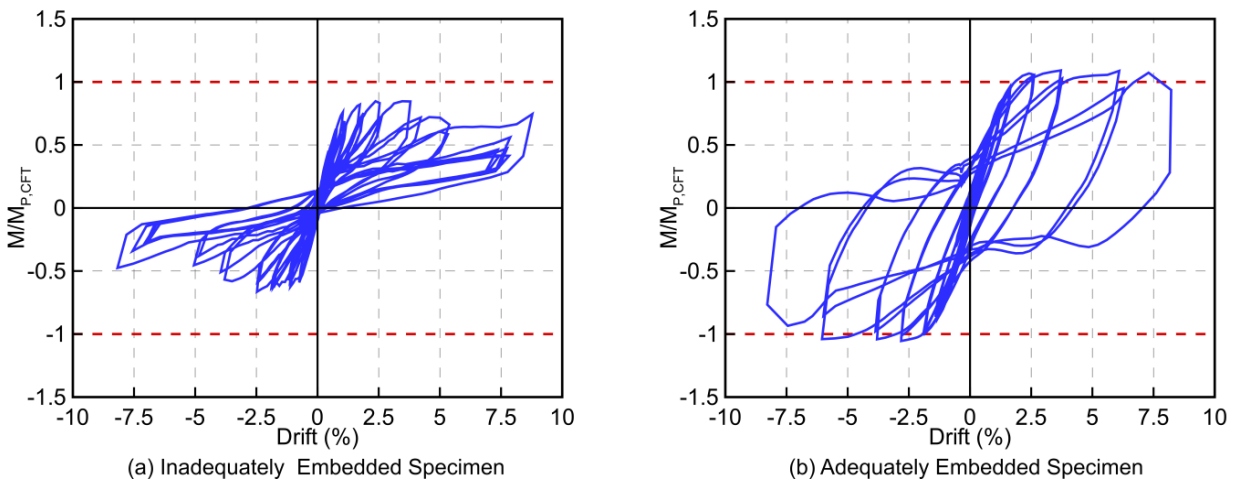 1.5
1
0.5
0
-0.5
-1
-1.5
M/M_P,CFT
-10 -7.5 -5 -2.5 0 2.5 5 7.5 10
Drift (%)
(a) Inadequately Embedded Specimen
1.5
1
0.5
0
-0.5
-1
-1.5
M/M_P,CFT
-10 -7.5 -5 -2.5 0 2.5 5 7.5 10
Drift (%)
(b) Adequately Embedded Specimen